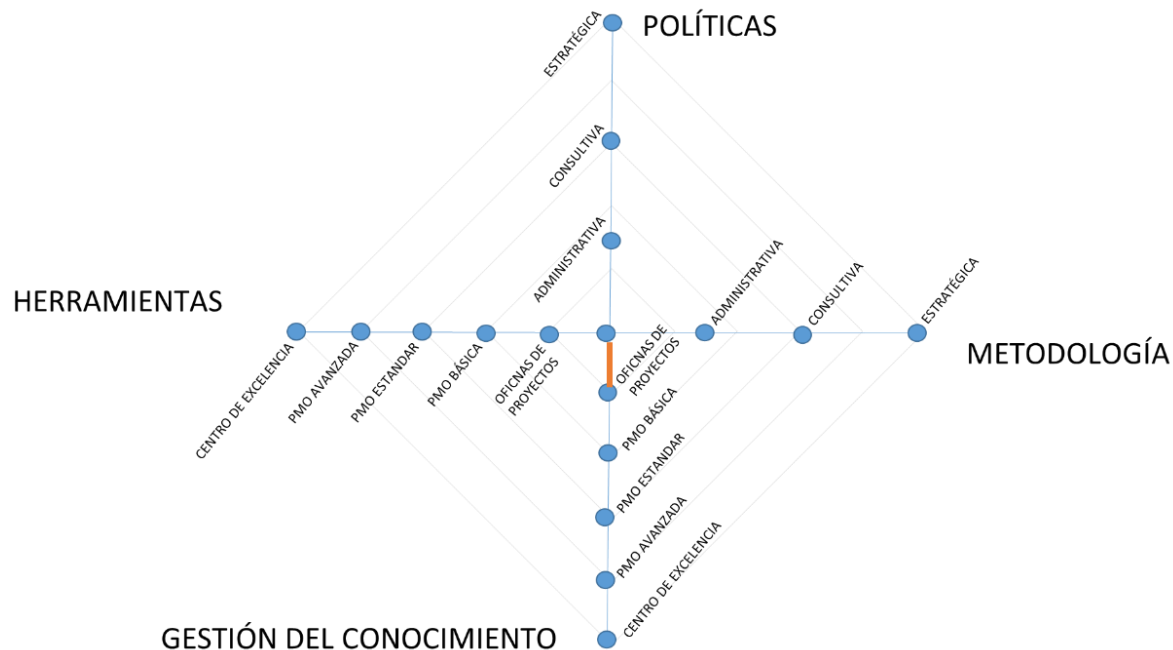 POLÍTICAS
ESTRATÉGICA
CONSULTIVA
ADMINISTRATIVA
HERRAMIENTAS
CENTRO DE EXCELENCIA
PMO AVANZADA
PMO ESTANDAR
PMO BÁSICA
OFICNAS DE
PROYECTOS
ADMINISTRATIVA
CONSULTIVA
ESTRATÉGICA
METODOLOGÍA
OFICNAS DE
PROYECTOS
PMO BÁSICA
PMO ESTANDAR
PMO AVANZADA
CENTRO DE EXCELENCIA
GESTIÓN DEL CONOCIMIENTO